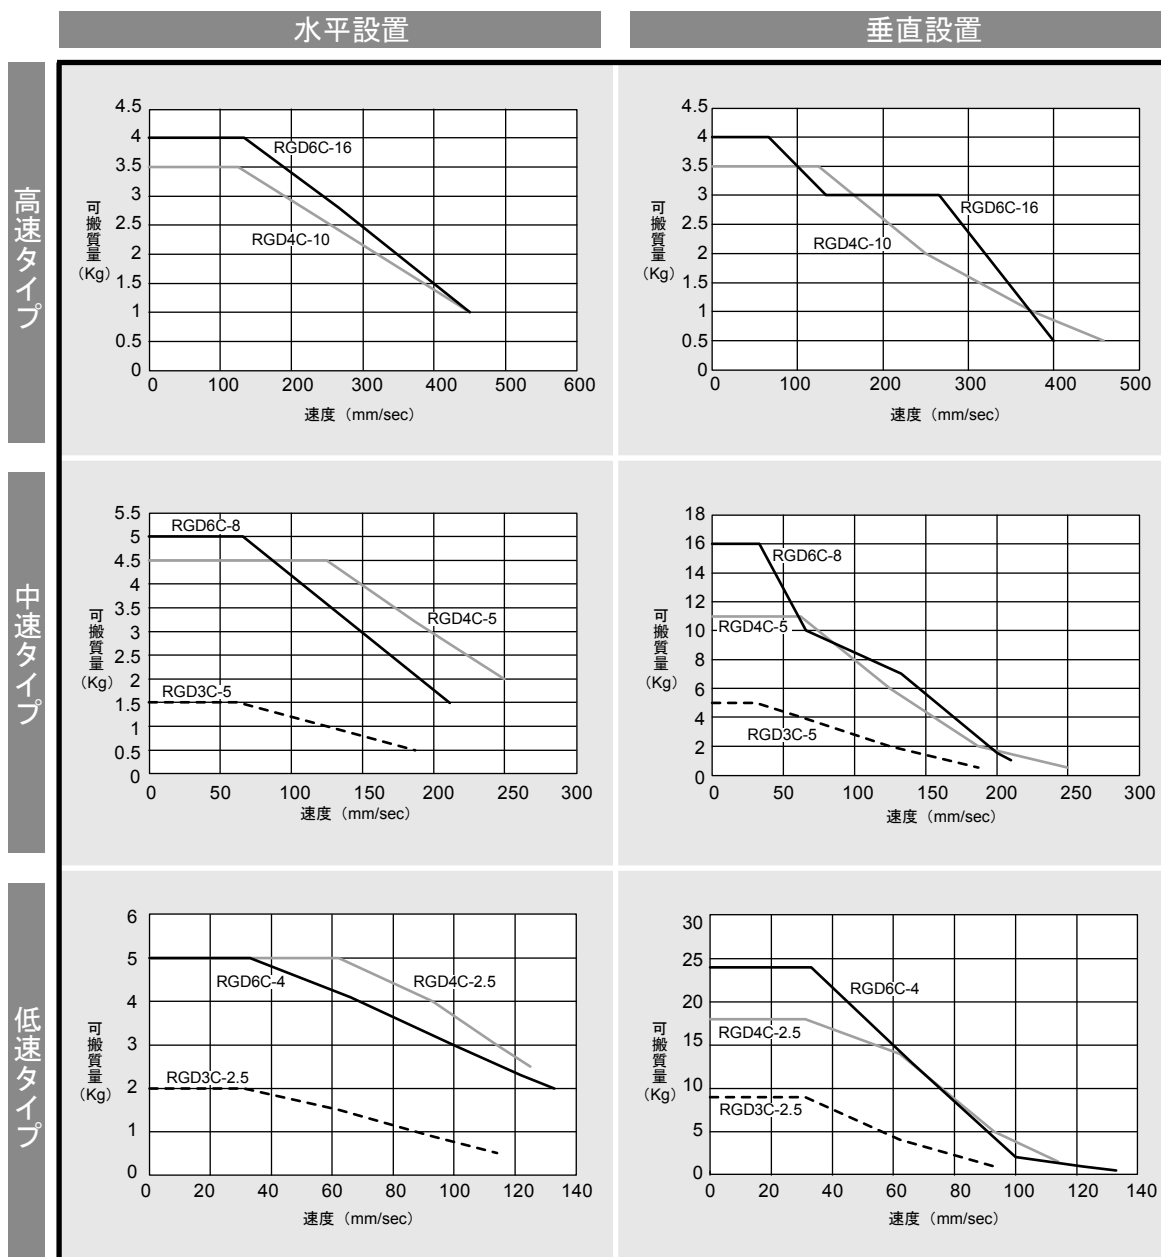 水平設置
垂直設置
高速タイプ
4.5
4
3.5
3
2.5
2
1.5
1
0.5
0
可搬質量
（Kg）
RGD6C-16
RGD4C-10
0 100 200 300 400 500 600
速度（mm/sec）
4.5
4
3.5
3
2.5
2
1.5
1
0.5
0
可搬質量
（Kg）
RGD6C-16
RGD4C-10
0 100 200 300 400 500
速度（mm/sec）
中速タイプ
5.5
5
4.5
4
3.5
3
2.5
2
1.5
1
0.5
0
可搬質量
（Kg）
RGD6C-8
RGD4C-5
RGD3C-5
0 50 100 150 200 250 300
速度（mm/sec）
18
16
14
12
10
8
6
4
2
0
可搬質量
（Kg）
RGD6C-8
RGD4C-5
RGD3C-5
0 50 100 150 200 250 300
速度（mm/sec）
低速タイプ
6
5
4
3
2
1
0
可搬質量
（Kg）
RGD6C-4
RGD4C-2.5
RGD3C-2.5
0 20 40 60 80 100 120 140
速度（mm/sec）
30
25
20
15
10
5
0
可搬質量
（Kg）
RGD6C-4
RGD4C-2.5
RGD3C-2.5
0 20 40 60 80 100 120 140
速度（mm/sec）